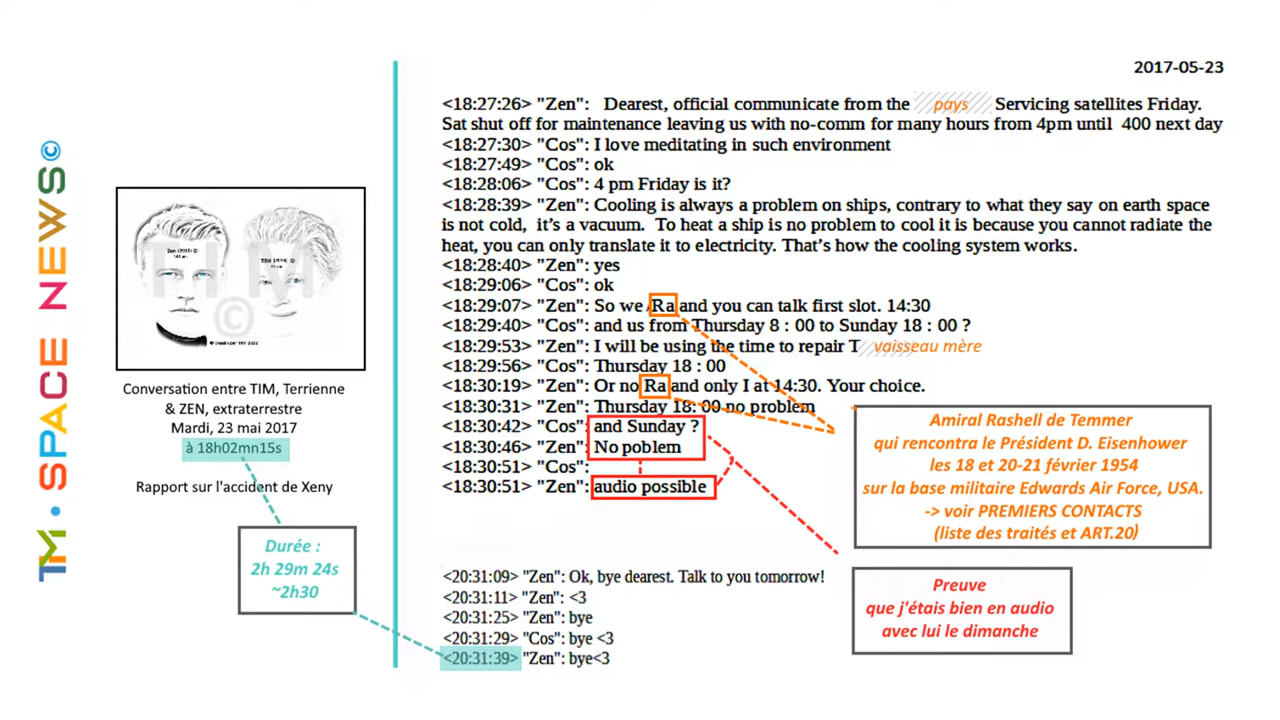 TM • SPACE NEWS©
Zen (2033) ©
TIM
Conversation entre TIM, Terrienne
& ZEN, extraterrestre
Mardi, 23 mai 2017
à 18h02mn15s
Rapport sur l'accident de Xeny
Durée :
2h 29m 24s
~2h30
2017-05-23
<18:27:26> "Zen": Dearest, official communicate from the pays Servicing satellites Friday.
Sat shut off for maintenance leaving us with no-comm for many hours from 4pm until 400 next day
<18:27:30> "Cos": I love meditating in such environment
<18:27:49> "Cos": ok
<18:28:06> "Cos": 4 pm Friday is it?
<18:28:39> "Zen": Cooling is always a problem on ships, contrary to what they say on earth space
is not cold, it's a vacuum. To heat a ship is no problem to cool it is because you cannot radiate the
heat, you can only translate it to electricity. That's how the cooling system works.
<18:28:40> "Zen": yes
<18:29:06> "Cos": ok
<18:29:07> "Zen": So we /Ra and you can talk first slot. 14:30
<18:29:40> "Cos": and us from Thursday 8 : 00 to Sunday 18 : 00 ?
<18:29:53> "Zen": I will be using the time to repair T vaisseau mère
<18:29:56> "Cos": Thursday 18 : 00
<18:30:19> "Zen": Or no Ra and only I at 14:30. Your choice.
<18:30:31> "Zen": Thursday 18: 00 no problem
<18:30:42> "Cos": and Sunday ?
<18:30:46> "Zen": No poblem
<18:30:51> "Cos":
<18:30:51> "Zen": audio possible
Amiral Rashell de Temmer
qui rencontra le Président D. Eisenhower
les 18 et 20-21 février 1954
sur la base militaire Edwards Air Force, USA.
-> voir PREMIERS CONTACTS
(liste des traités et ART.20)
<20:31:09> "Zen": Ok, bye dearest. Talk to you tomorrow!
<20:31:11> "Zen": <3
<20:31:25> "Zen": bye
<20:31:29> "Cos": bye <3
<20:31:39> "Zen": bye<3
Preuve
que j'étais bien en audio
avec lui le dimanche